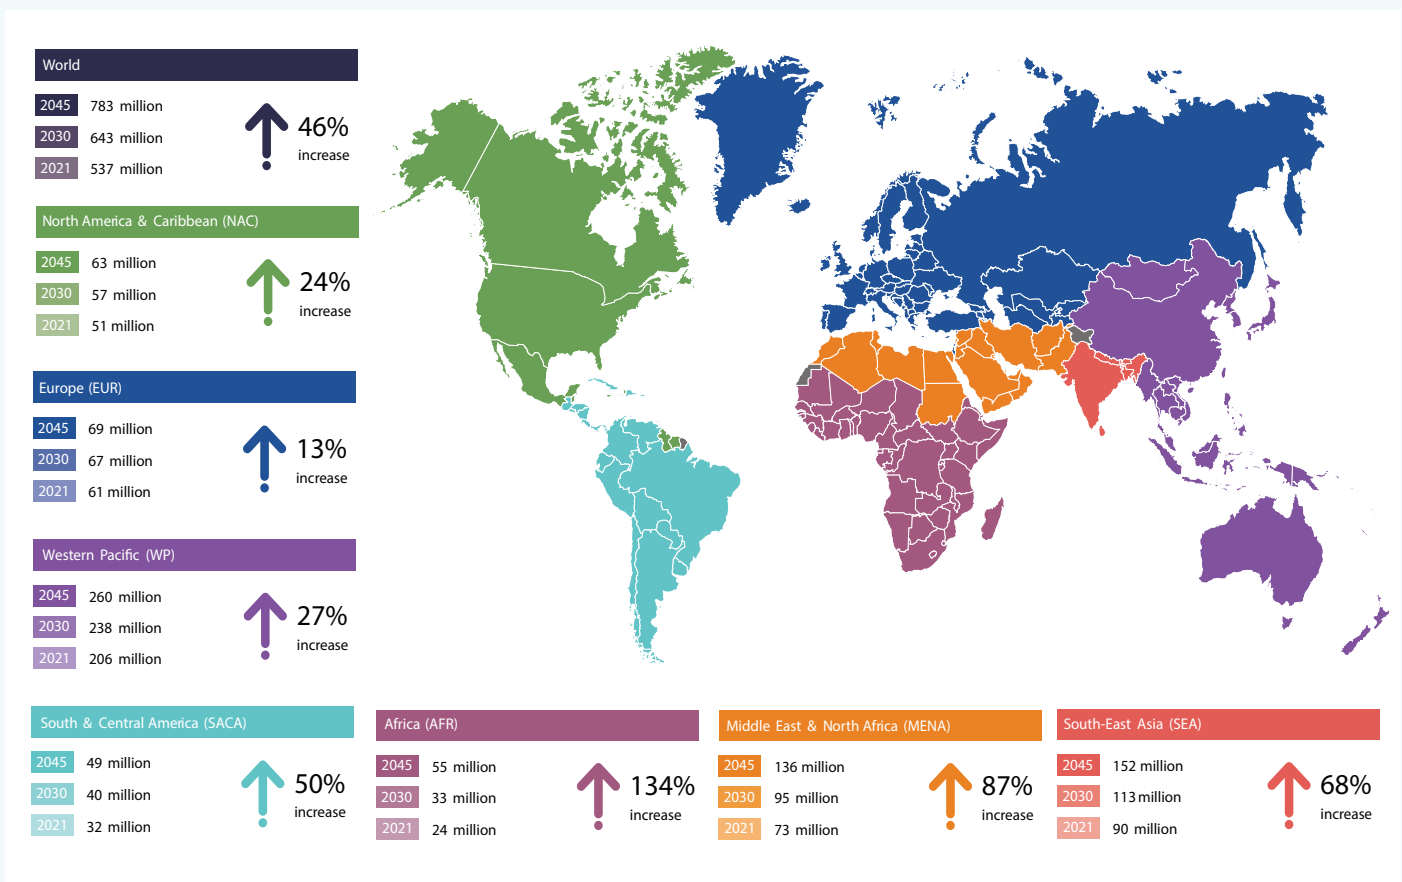 World
2045 783 million
2030 643 million
2021 537 million
46%
increase
North America & Caribbean (NAC)
2045 63 million
2030 57 million
2021 51 million
24%
increase
Europe (EUR)
2045 69 million
2030 67 million
2021 61 million
13%
increase
Western Pacific (WP)
2045 260 million
2030 238 million
2021 206 million
27%
increase
South & Central America (SACA)
2045 49 million
2030 40 million
2021 32 million
50%
increase
Africa (AFR)
2045 55 million
2030 33 million
2021 24 million
134%
increase
Middle East & North Africa (MENA)
2045 136 million
2030 95 million
2021 73 million
87%
increase
South-East Asia (SEA)
2045 152 million
2030 113 million
2021 90 million
68%
increase